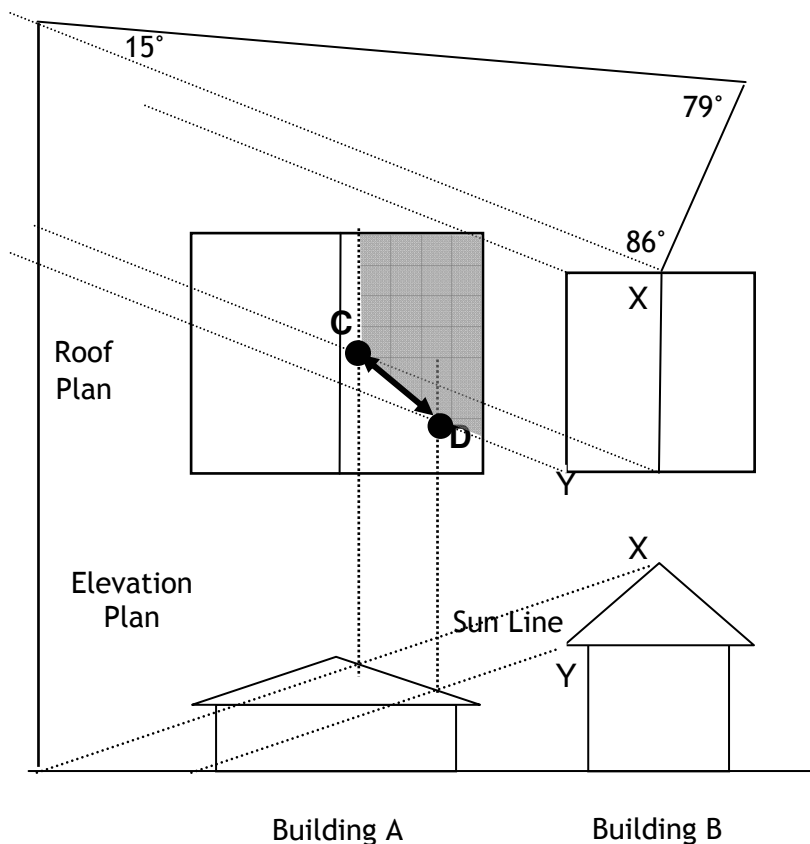 15°
79°
86°
X
C
Roof
Plan
D
Y
X
Elevation
Plan
Sun Line
Y
Building A
Building B